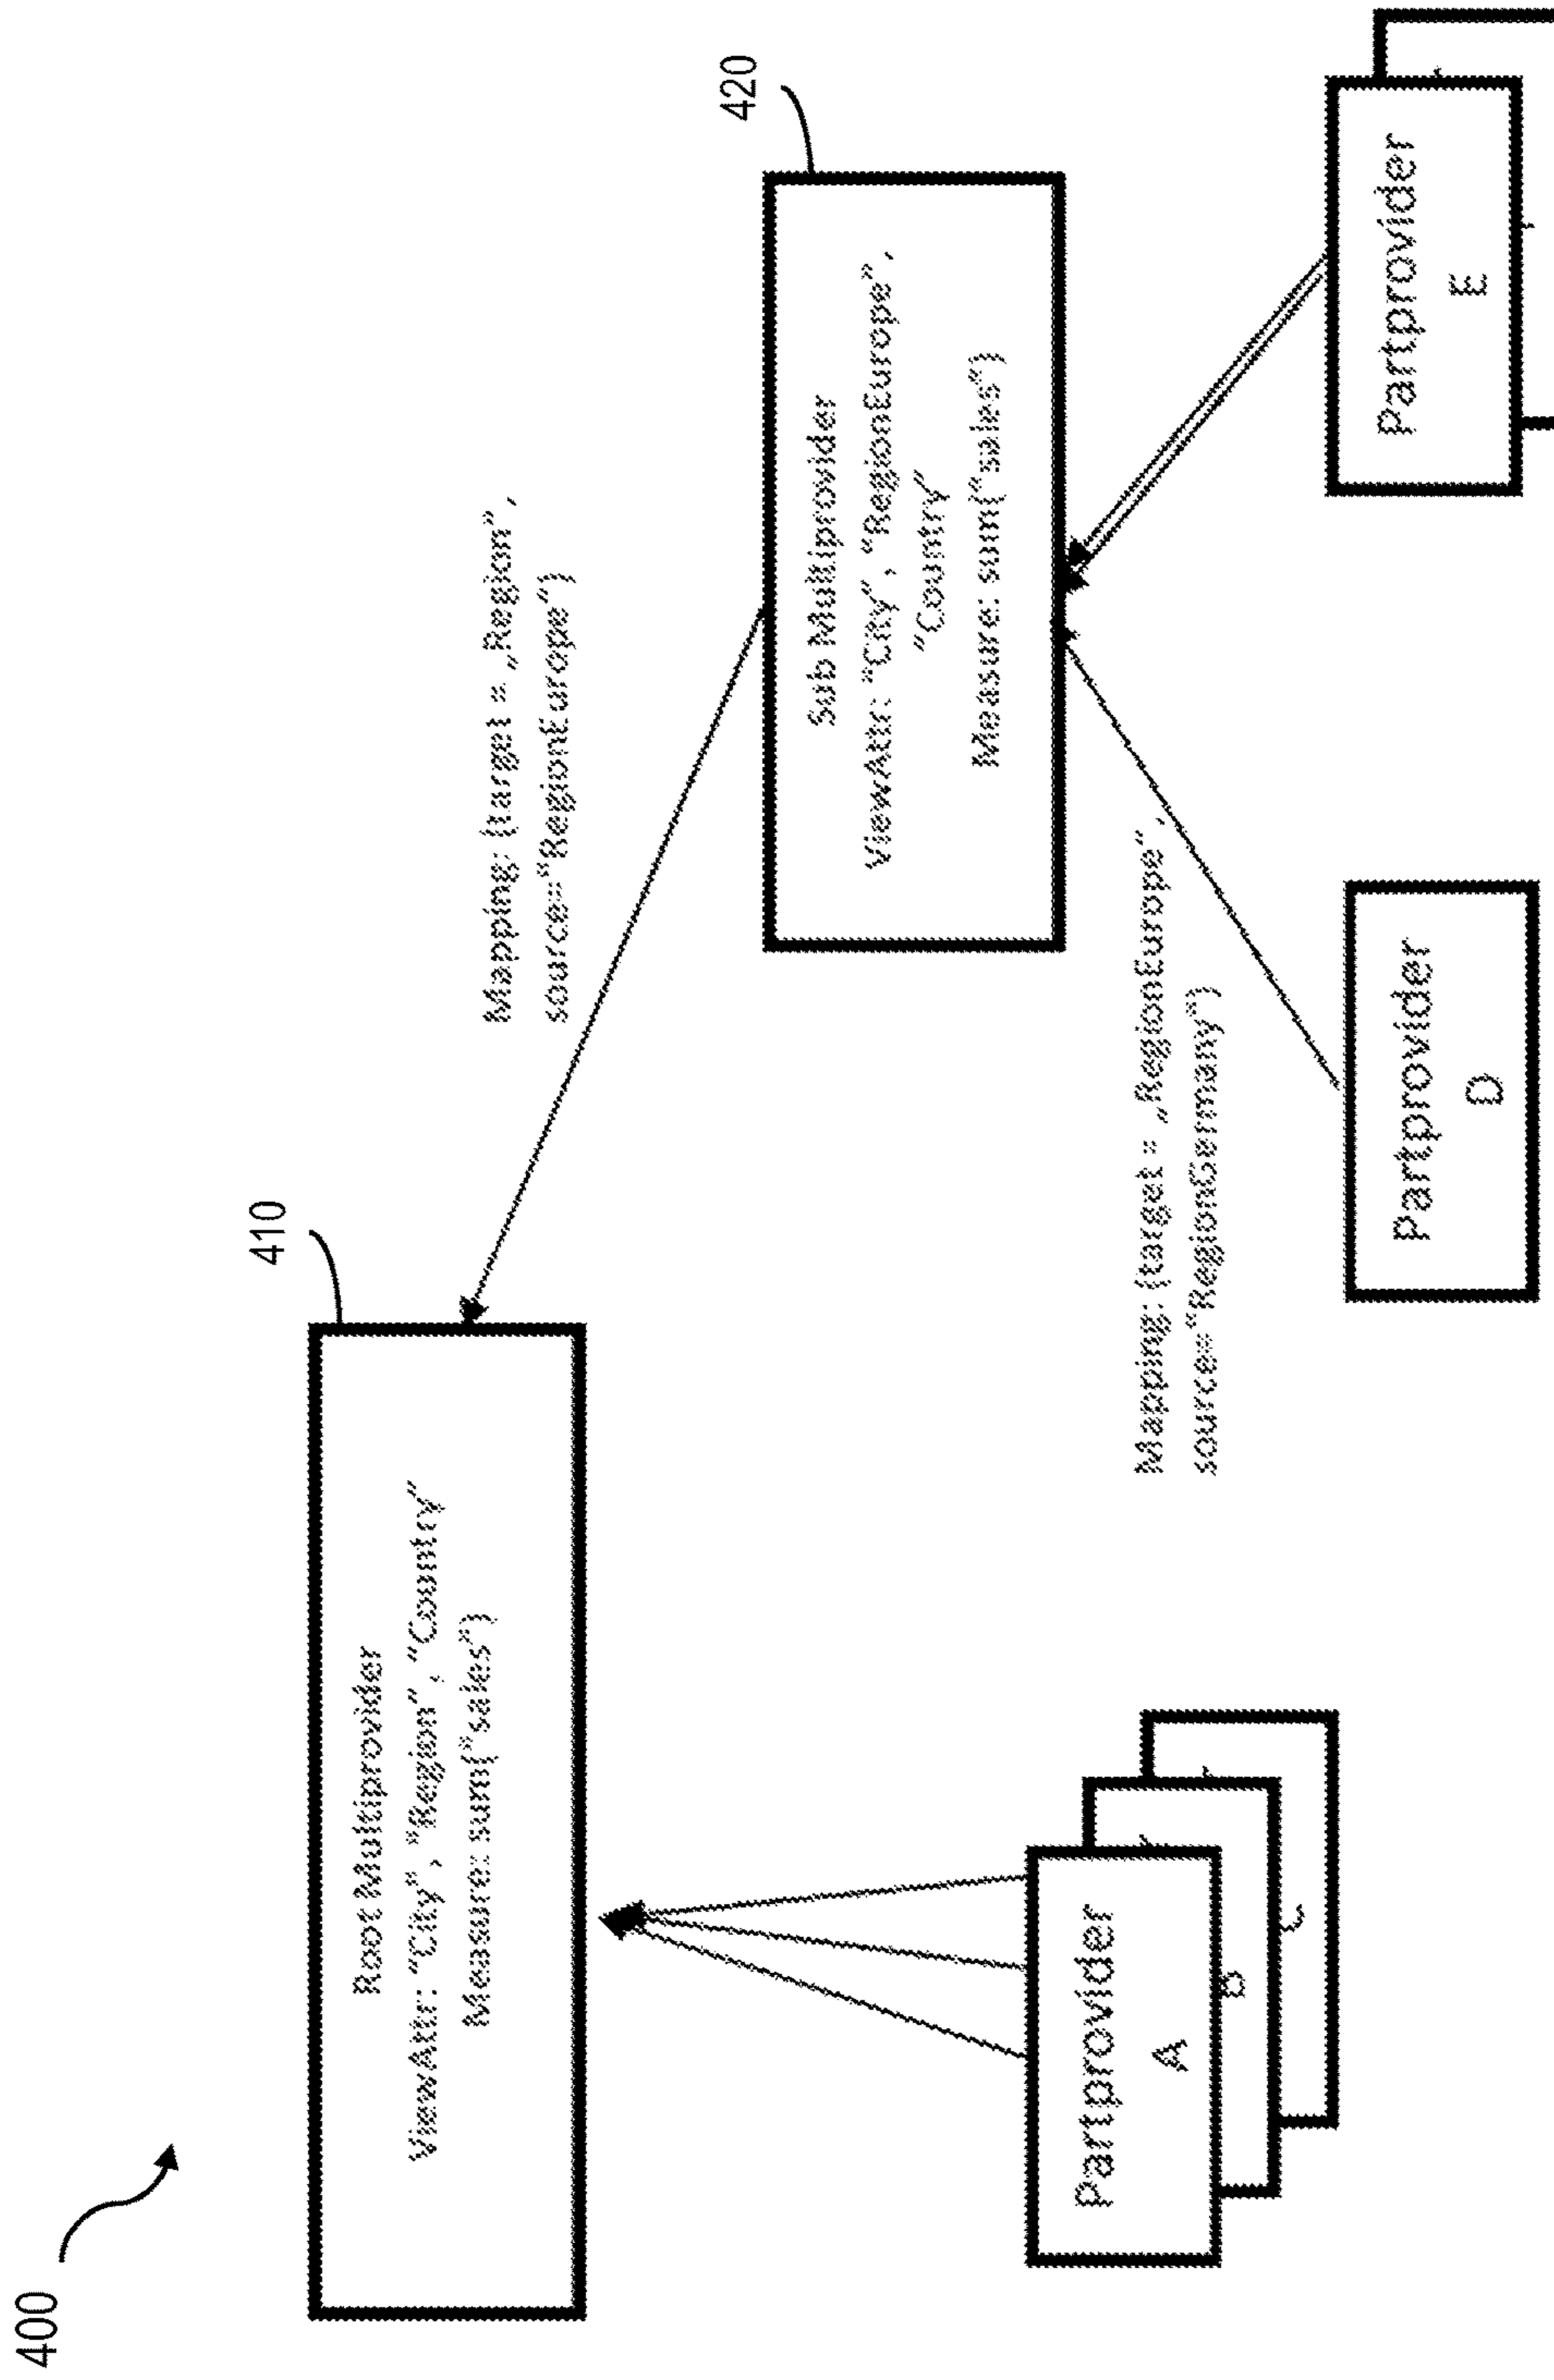 400
410
Root Multiprovider
ViewAttr: "City", "Region", "Country"
Measure: sum("sales")
Mapping: (target = „Region",
source="RegionEurope")
420
Sub Multiprovider
ViewAttr: "City", "RegionEurope",
"Country"
Measure: sum("sales")
Partprovider
A
Mapping: (target = „RegionEurope",
source="RegionGermany")
Partprovider
D
Partprovider
E